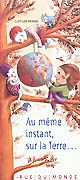 CLOTILDE PERRIN
Au même
instant,
sur la Terre...
RUE DU MONDE